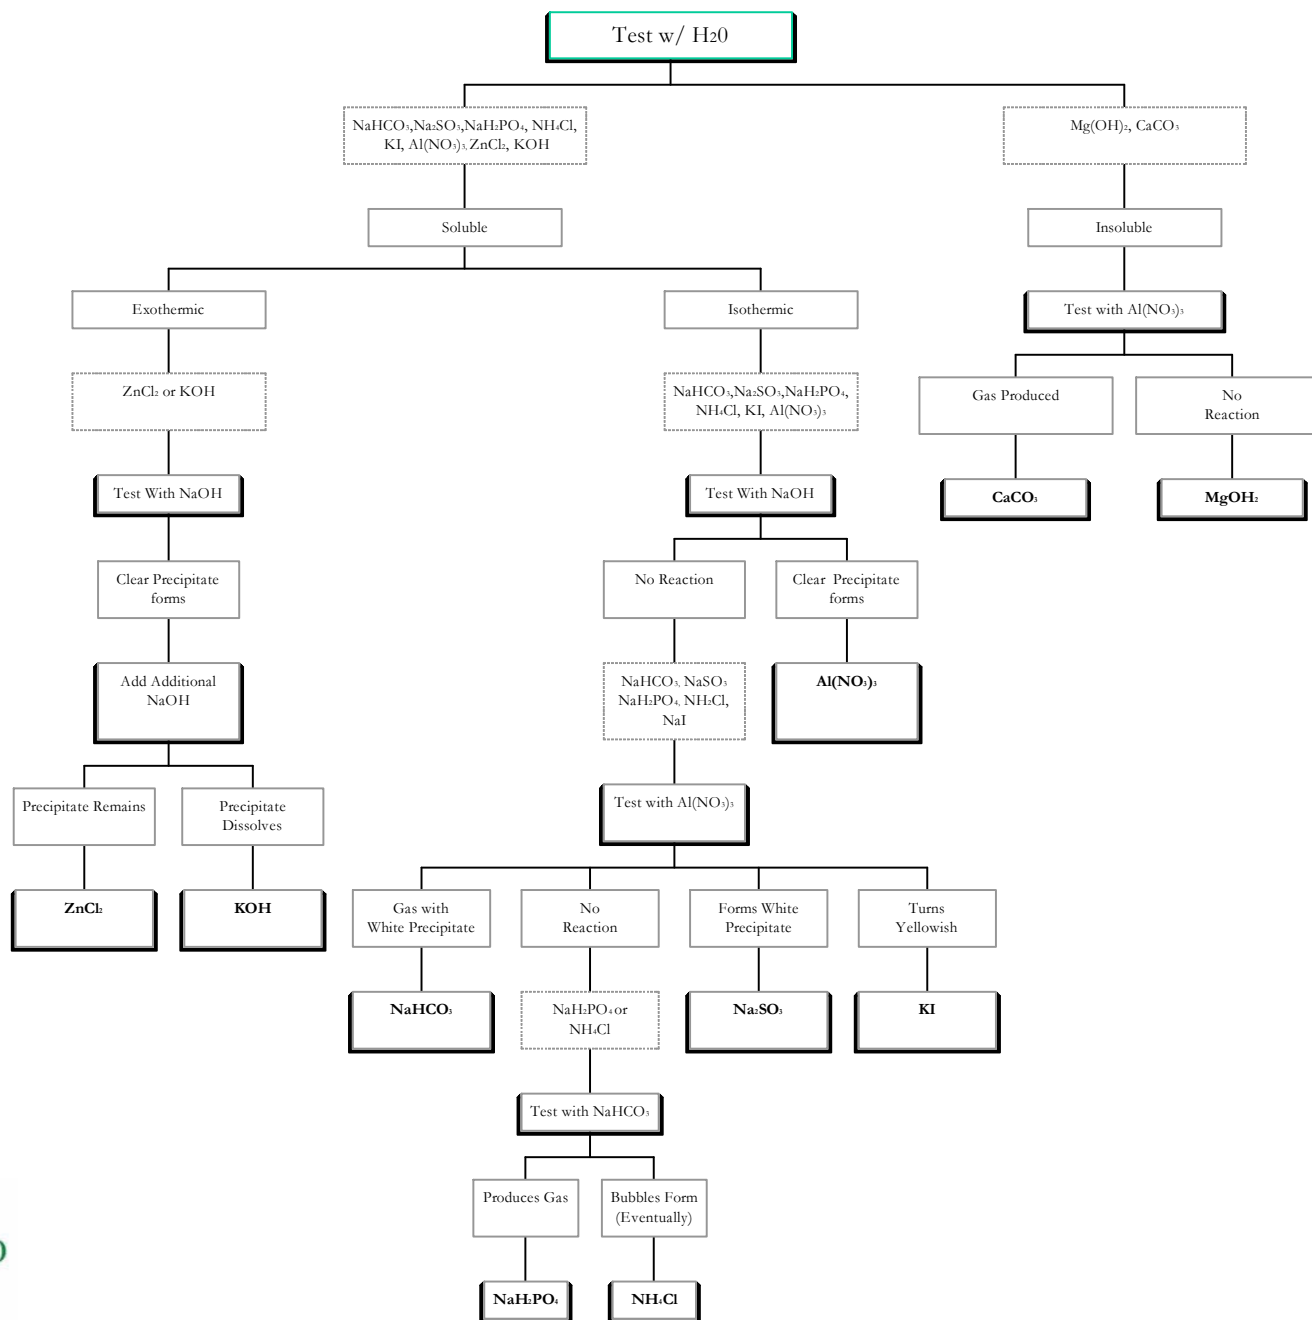 Test w/ H₂0
NaHCO₃,Na₂SO₃,NaH₂PO₄, NH₄Cl,
KI, Al(NO₃)₃, ZnCl₂, KOH
Mg(OH)₂, CaCO₃
Soluble
Insoluble
Exothermic
Isothermic
Test with Al(NO₃)₃
ZnCl₂ or KOH
NaHCO₃,Na₂SO₃,NaH₂PO₄,
NH₄Cl, KI, Al(NO₃)₃
Gas Produced
No
Reaction
Test With NaOH
Test With NaOH
CaCO₃
MgOH₂
Clear Precipitate
forms
No Reaction
Clear Precipitate
forms
Add Additional
NaOH
NaHCO₃, NaSO₃
NaH₂PO₄, NH₂Cl,
NaI
Al(NO₃)₃
Precipitate Remains
Precipitate
Dissolves
Test with Al(NO₃)₃
ZnCl₂
KOH
Gas with
White Precipitate
No
Reaction
Forms White
Precipitate
Turns
Yellowish
NaHCO₃
NaH₂PO₄ or
NH₄Cl
Na₂SO₃
KI
Test with NaHCO₃
Produces Gas
Bubbles Form
(Eventually)
NaH₂PO₄
NH₄Cl